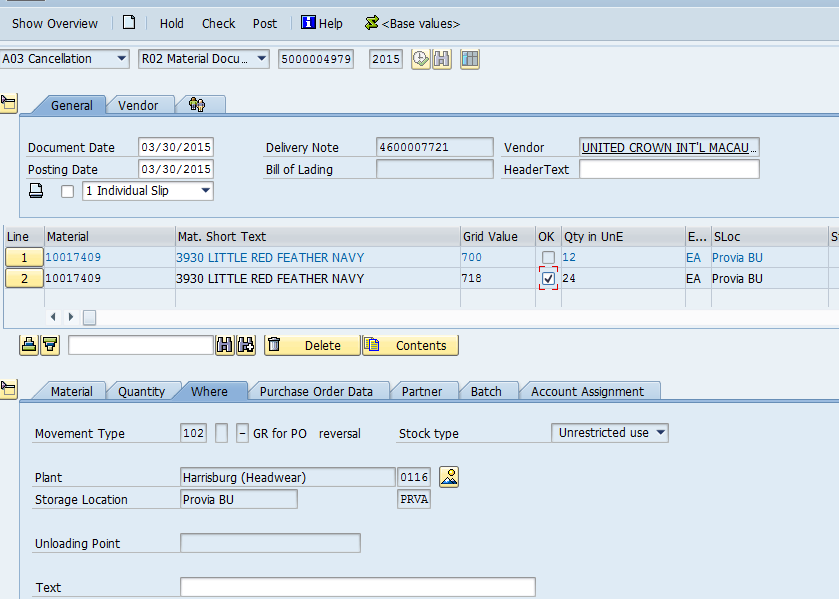 Show Overview Hold Check Post Help <Base values>
A03 Cancellation R02 Material Docu... 5000004979 2015
General Vendor
Document Date 03/30/2015 Delivery Note 4600007721 Vendor UNITED CROWN INT'L MACAU...
Posting Date 03/30/2015 Bill of Lading HeaderText
1 Individual Slip
Line Material Mat. Short Text Grid Value OK Qty in UnE E... SLoc S
1 10017409 3930 LITTLE RED FEATHER NAVY 700 12 EA Provia BU
2 10017409 3930 LITTLE RED FEATHER NAVY 718 24 EA Provia BU
Delete Contents
Material Quantity Where Purchase Order Data Partner Batch Account Assignment
Movement Type 102 - GR for PO reversal Stock type Unrestricted use
Plant Harrisburg (Headwear) 0116
Storage Location Provia BU PRVA
Unloading Point
Text